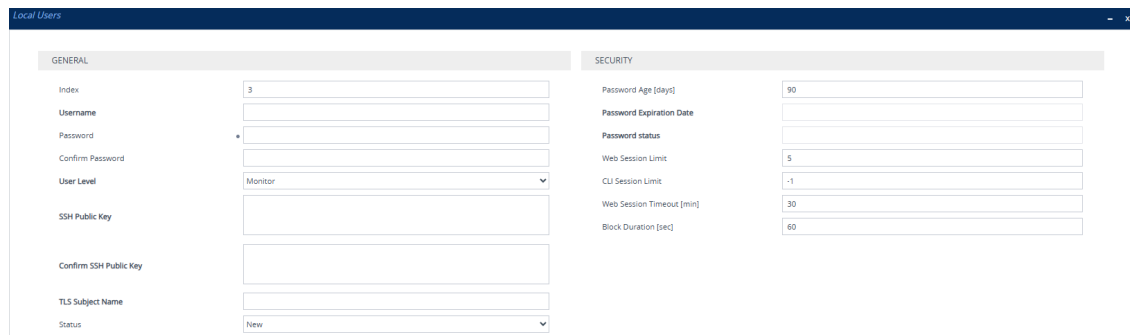 Local Users
– x
GENERAL
Index 3
Username
Password
Confirm Password
User Level Monitor
SSH Public Key
Confirm SSH Public Key
TLS Subject Name
Status New
SECURITY
Password Age [days] 90
Password Expiration Date
Password status
Web Session Limit 5
CLI Session Limit -1
Web Session Timeout [min] 30
Block Duration [sec] 60